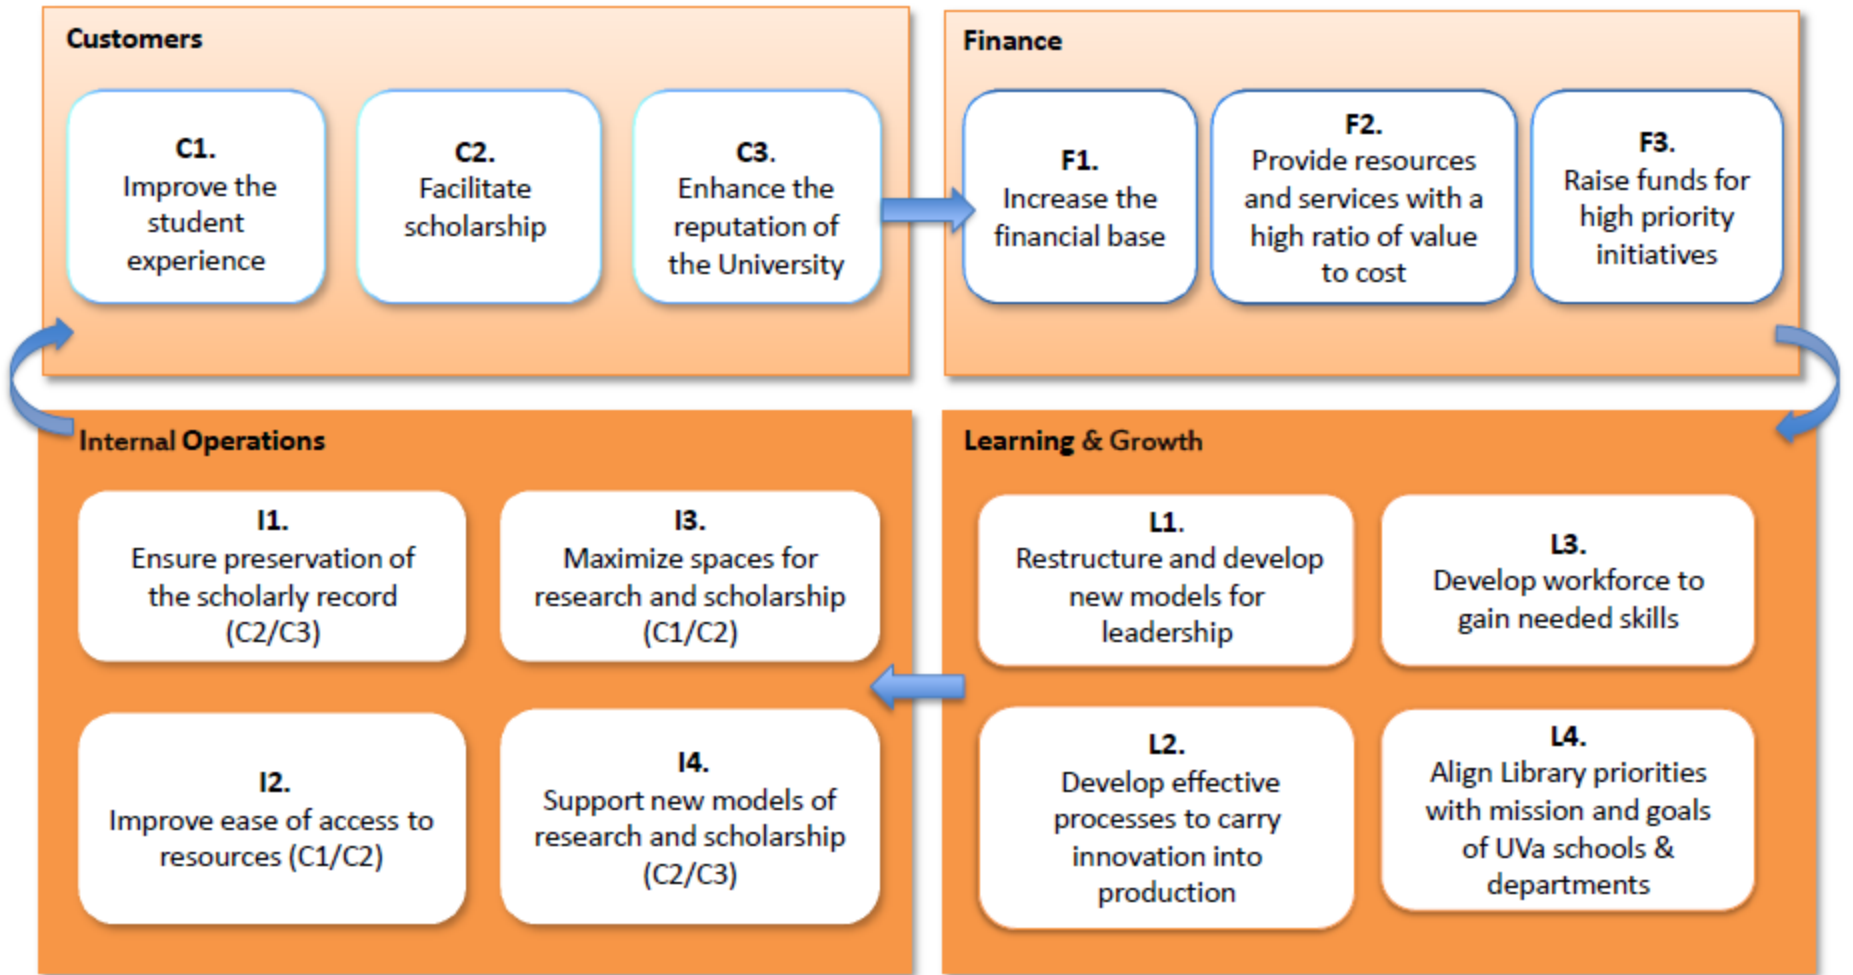 Customers
C1.
Improve the
student
experience
C2.
Facilitate
scholarship
C3.
Enhance the
reputation of
the University
Finance
F1.
Increase the
financial base
F2.
Provide resources
and services with a
high ratio of value
to cost
F3.
Raise funds for
high priority
initiatives
Internal Operations
I1.
Ensure preservation of
the scholarly record
(C2/C3)
I3.
Maximize spaces for
research and scholarship
(C1/C2)
I2.
Improve ease of access to
resources (C1/C2)
I4.
Support new models of
research and scholarship
(C2/C3)
Learning & Growth
L1.
Restructure and develop
new models for
leadership
L3.
Develop workforce to
gain needed skills
L2.
Develop effective
processes to carry
innovation into
production
L4.
Align Library priorities
with mission and goals
of UVa schools &
departments